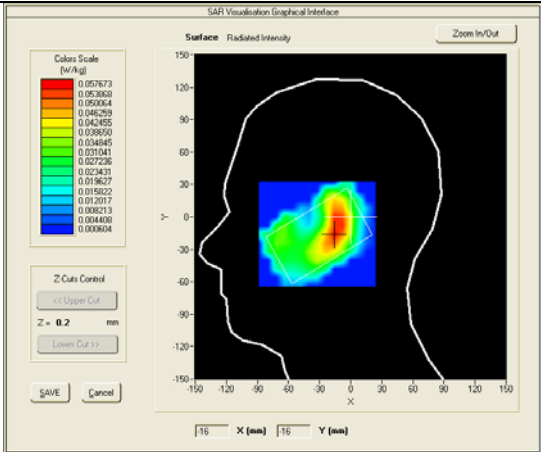 SAR Visualisation Graphical Interface
Surface Radiated Intensity
Zoom In/Out
Colors Scale
(W/kg)
0.057673
0.053868
0.050064
0.046259
0.042455
0.038650
0.034845
0.031041
0.027236
0.023431
0.019627
0.015822
0.012017
0.008213
0.004408
0.000604
Z-Cuts Control
<< Upper Cut
Z = 0.2 mm
Lower Cut >>
SAVE Cancel
150
120
90
60
30
0
-30
-60
-90
-120
-150
Y
-150 -120 -90 -60 -30 0 30 60 90 120 150
X
-16 X (mm) -16 Y (mm)